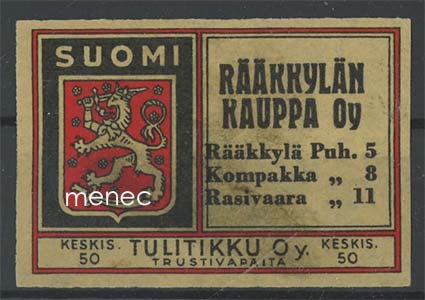 SUOMI
RÄÄKKYLÄN
KAUPPA Oy
Rääkkylä Puh. 5
Kompakka „ 8
Rasivaara „ 11
menec
KESKIS. 50
TULITIKKU Oy.
TRUSTIVAPAITA
KESKIS. 50